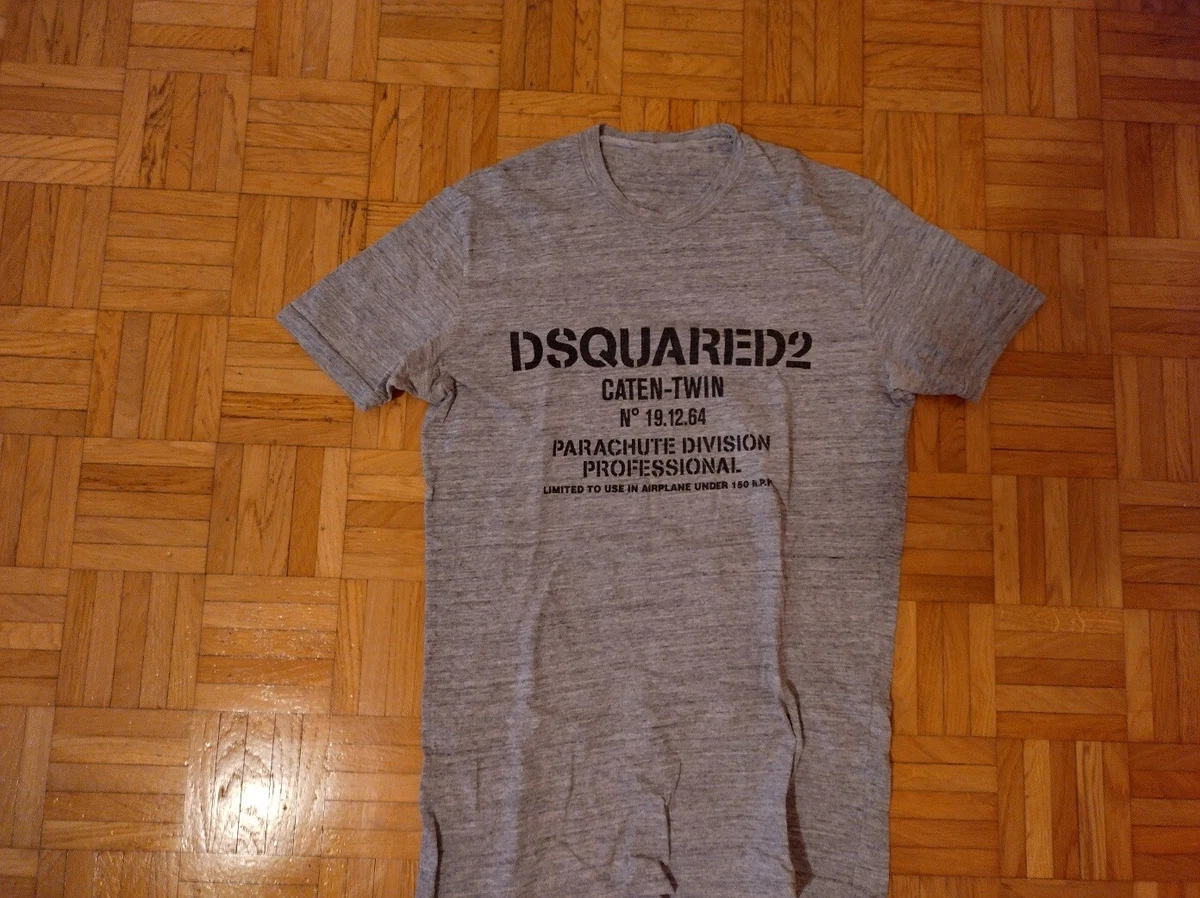 DSQUARED2
CATEN-TWIN
N° 19.12.64
PARACHUTE DIVISION
PROFESSIONAL
LIMITED TO USE IN AIRPLANE UNDER 150